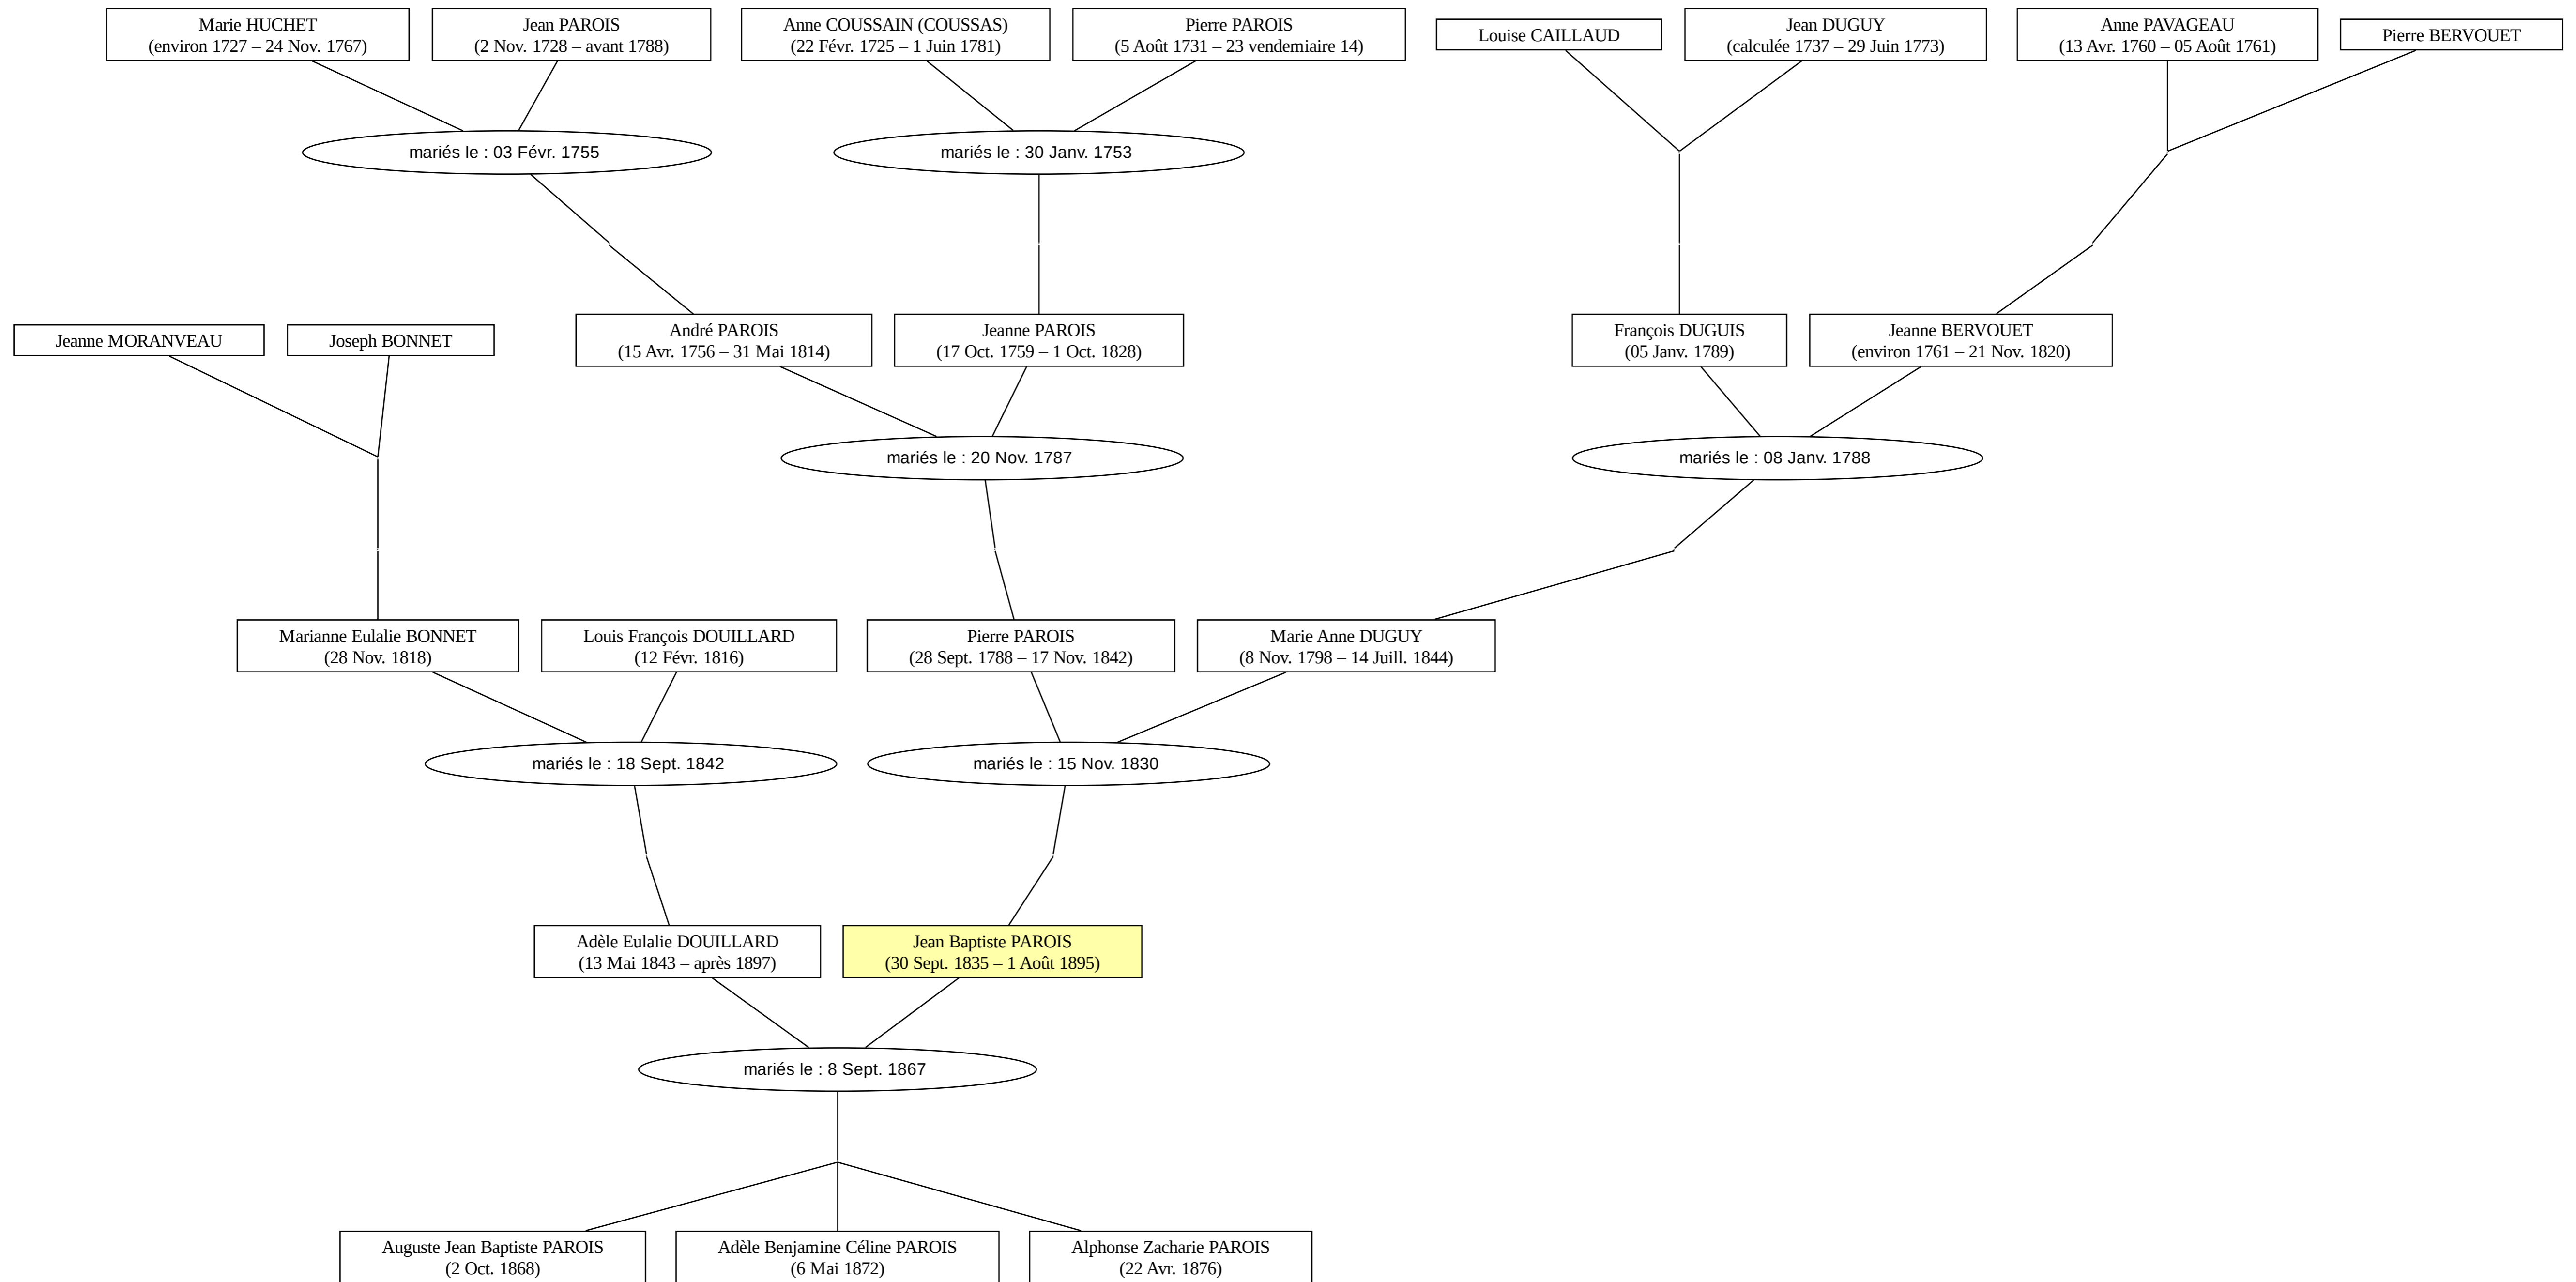 Marie HUCHET
(environ 1727 – 24 Nov. 1767)
Jean PAROIS
(2 Nov. 1728 – avant 1788)
Anne COUSSAIN (COUSSAS)
(22 Févr. 1725 – 1 Juin 1781)
Pierre PAROIS
(5 Août 1731 – 23 vendemiaire 14)
Louise CAILLAUD
Jean DUGUY
(calculée 1737 – 29 Juin 1773)
Anne PAVAGEAU
(13 Avr. 1760 – 05 Août 1761)
Pierre BERVOUET
mariés le : 03 Févr. 1755
mariés le : 30 Janv. 1753
Jeanne MORANVEAU
Joseph BONNET
André PAROIS
(15 Avr. 1756 – 31 Mai 1814)
Jeanne PAROIS
(17 Oct. 1759 – 1 Oct. 1828)
François DUGUIS
(05 Janv. 1789)
Jeanne BERVOUET
(environ 1761 – 21 Nov. 1820)
mariés le : 20 Nov. 1787
mariés le : 08 Janv. 1788
Marianne Eulalie BONNET
(28 Nov. 1818)
Louis François DOUILLARD
(12 Févr. 1816)
Pierre PAROIS
(28 Sept. 1788 – 17 Nov. 1842)
Marie Anne DUGUY
(8 Nov. 1798 – 14 Juill. 1844)
mariés le : 18 Sept. 1842
mariés le : 15 Nov. 1830
Adèle Eulalie DOUILLARD
(13 Mai 1843 – après 1897)
Jean Baptiste PAROIS
(30 Sept. 1835 – 1 Août 1895)
mariés le : 8 Sept. 1867
Auguste Jean Baptiste PAROIS
(2 Oct. 1868)
Adèle Benjamine Céline PAROIS
(6 Mai 1872)
Alphonse Zacharie PAROIS
(22 Avr. 1876)